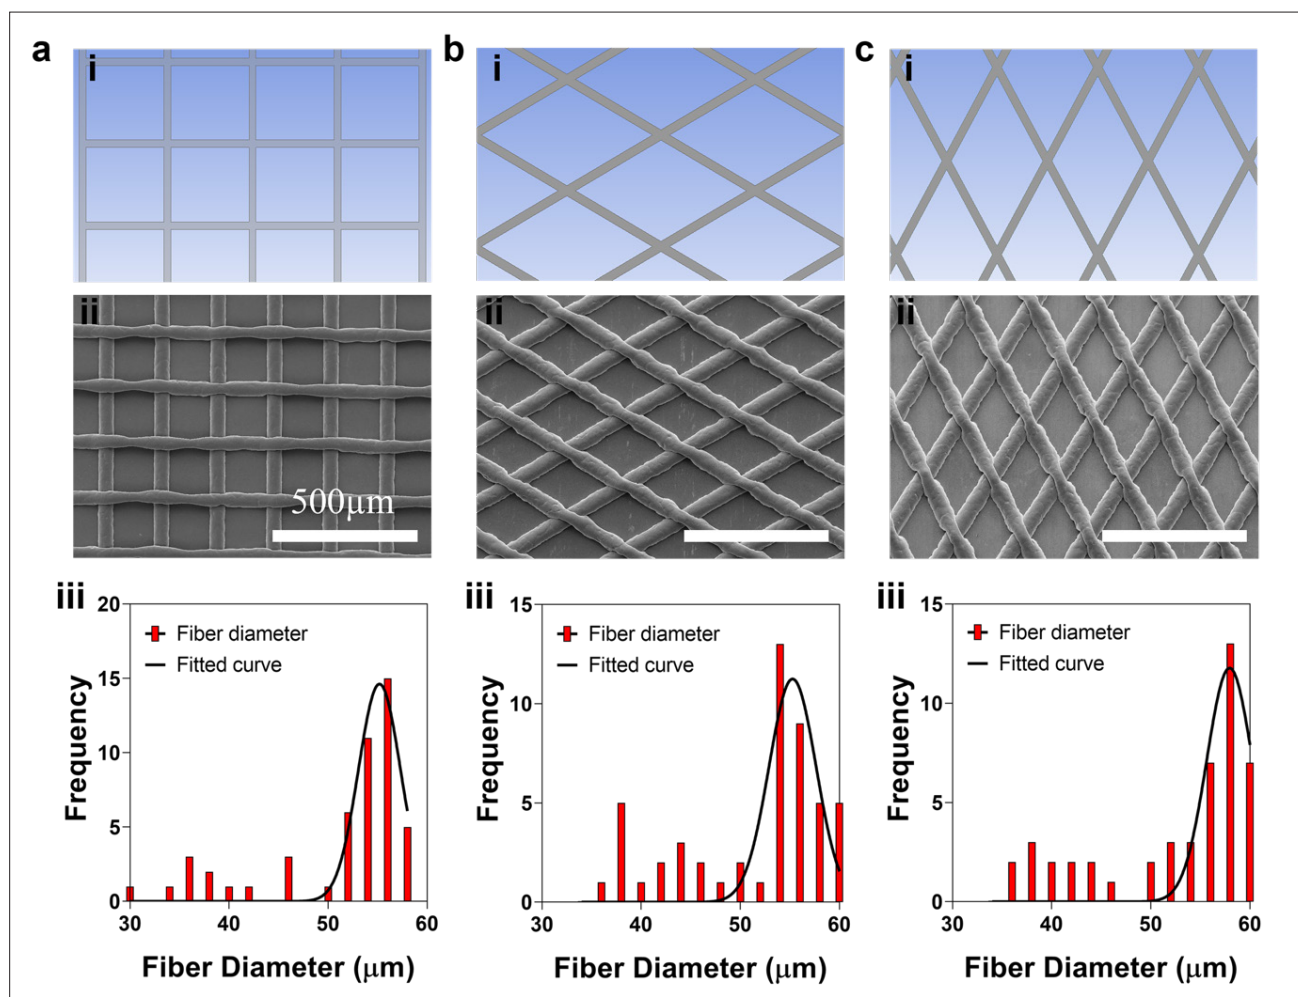 a
i
b
i
c
i
ii
500μm
ii
ii
iii
20
15
10
5
0
30
40
50
60
Frequency
Fiber diameter
Fitted curve
Fiber Diameter (μm)
iii
15
10
5
0
30
40
50
60
Frequency
Fiber diameter
Fitted curve
Fiber Diameter (μm)
iii
15
10
5
0
30
40
50
60
Frequency
Fiber diameter
Fitted curve
Fiber Diameter (μm)